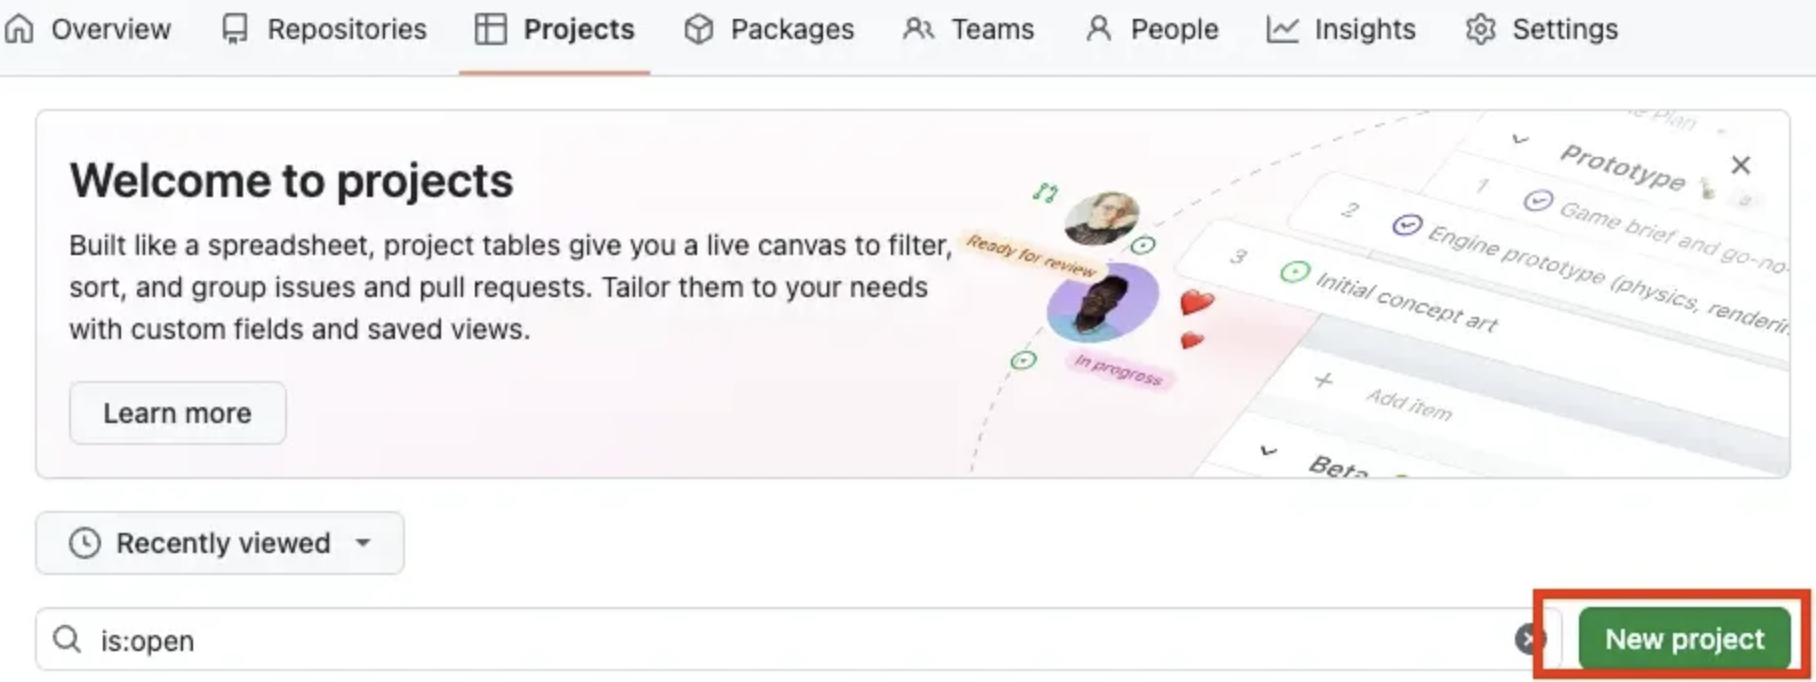 Overview Repositories Projects Packages Teams People Insights Settings
Welcome to projects
Built like a spreadsheet, project tables give you a live canvas to filter,
sort, and group issues and pull requests. Tailor them to your needs
with custom fields and saved views.
Learn more
Ready for review
In progress
Plan
Prototype
1 Game brief and go-no-
2 Engine prototype (physics, renderin
3 Initial concept art
+ Add item
Beta
Recently viewed
is:open
New project